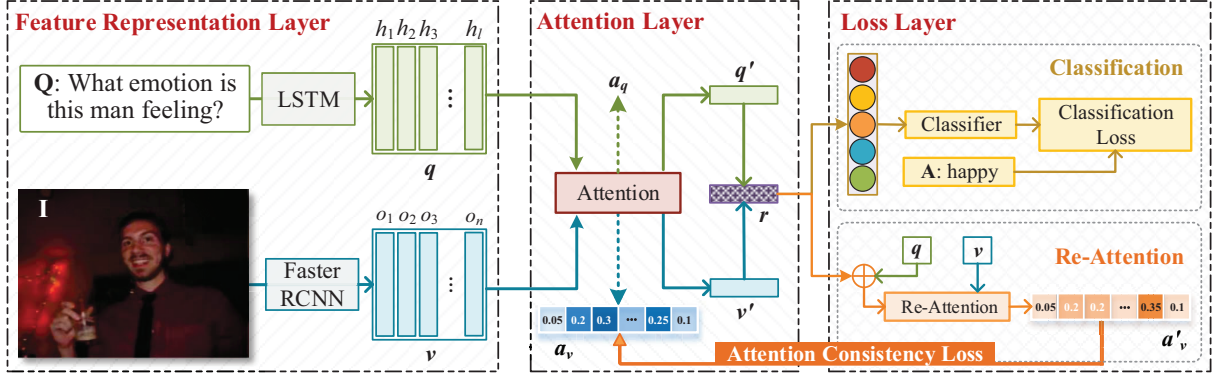 Feature Representation Layer
Q: What emotion is
this man feeling?
LSTM
h1 h2 h3 ⋮ hl
q
I
Faster
RCNN
o1 o2 o3 ⋮ on
v
Attention Layer
aq
q'
Attention
r
v'
0.05 0.2 0.3 ... 0.25 0.1
av
Loss Layer
Classification
Classifier
Classification
Loss
A: happy
q
v
Re-Attention
Re-Attention
0.05 0.2 0.2 ... 0.35 0.1
a'v
Attention Consistency Loss